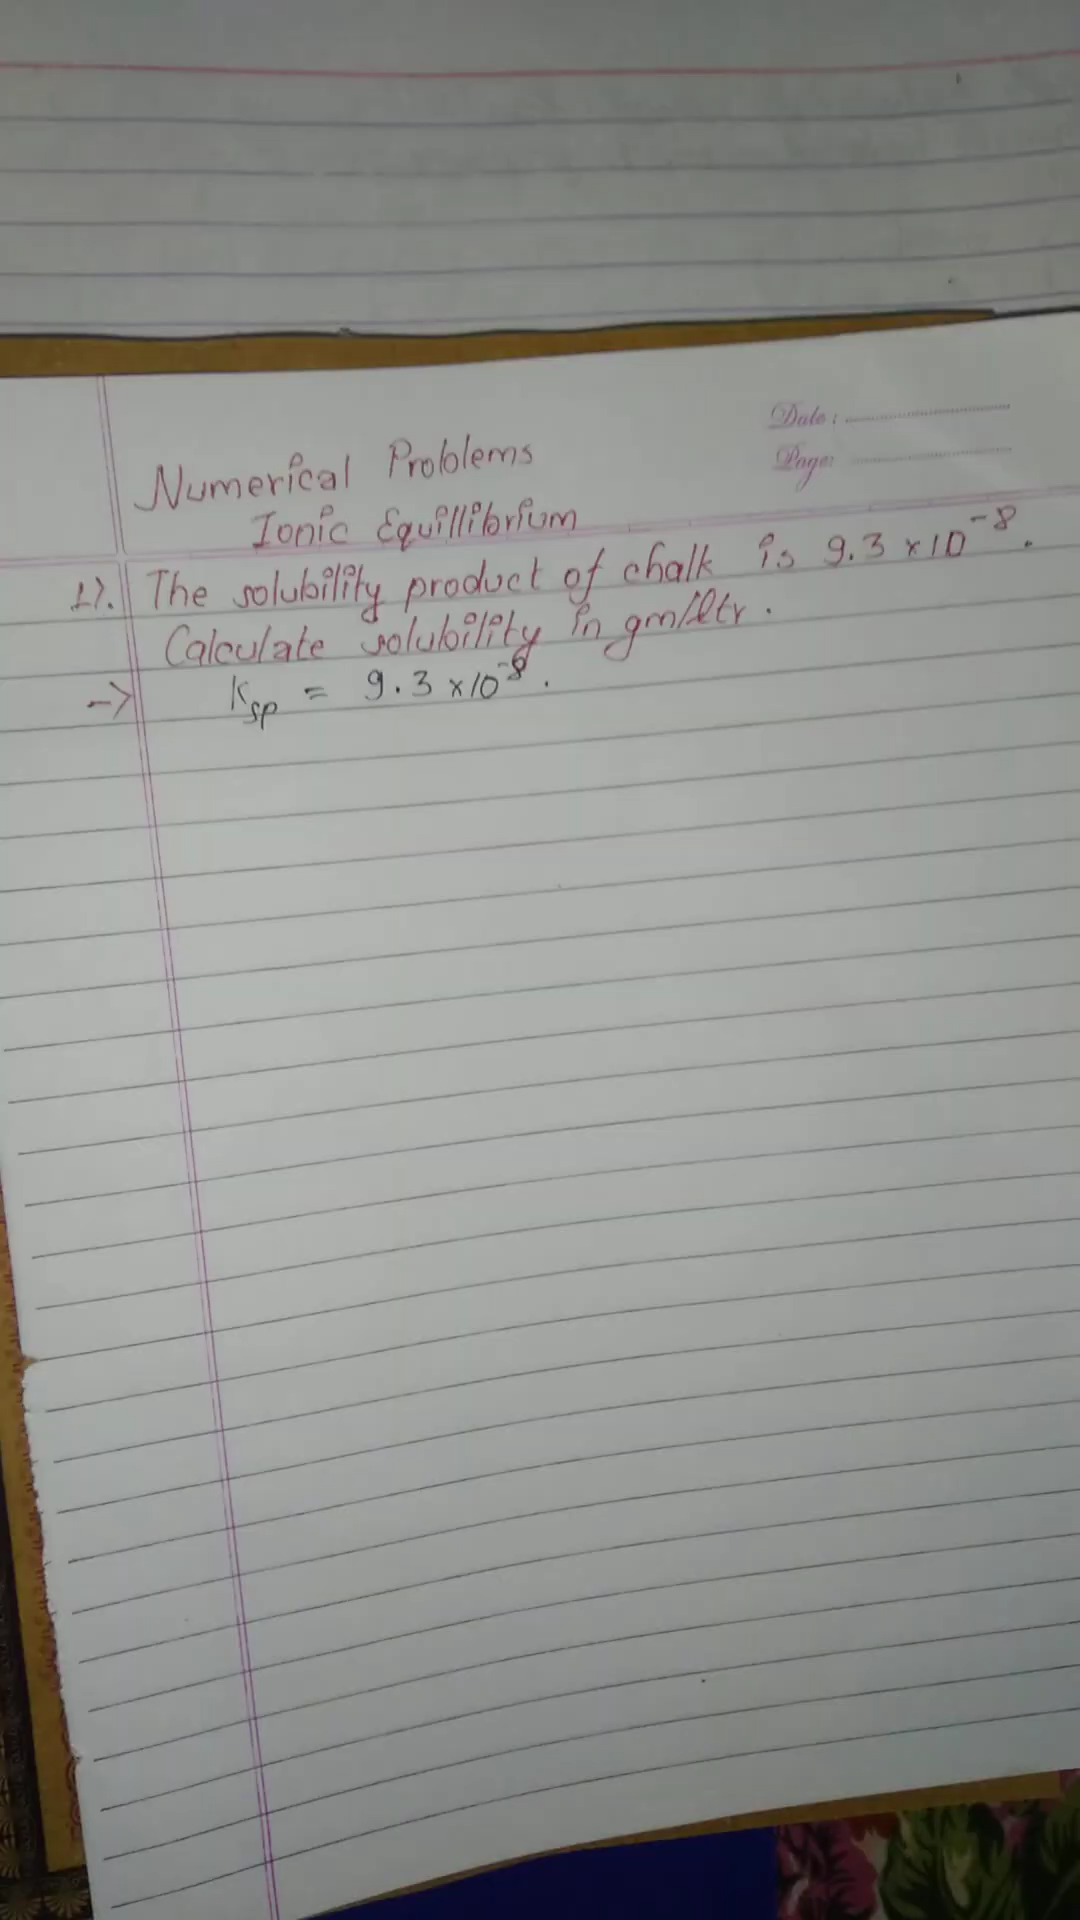 Date :
Page:
Numerical Problems
Ionic Equillibrium
1). The solubility product of chalk is 9.3 x 10⁻⁸.
Calculate solubility in gm/ltr.
-> Ksp = 9.3 x 10⁻⁸.